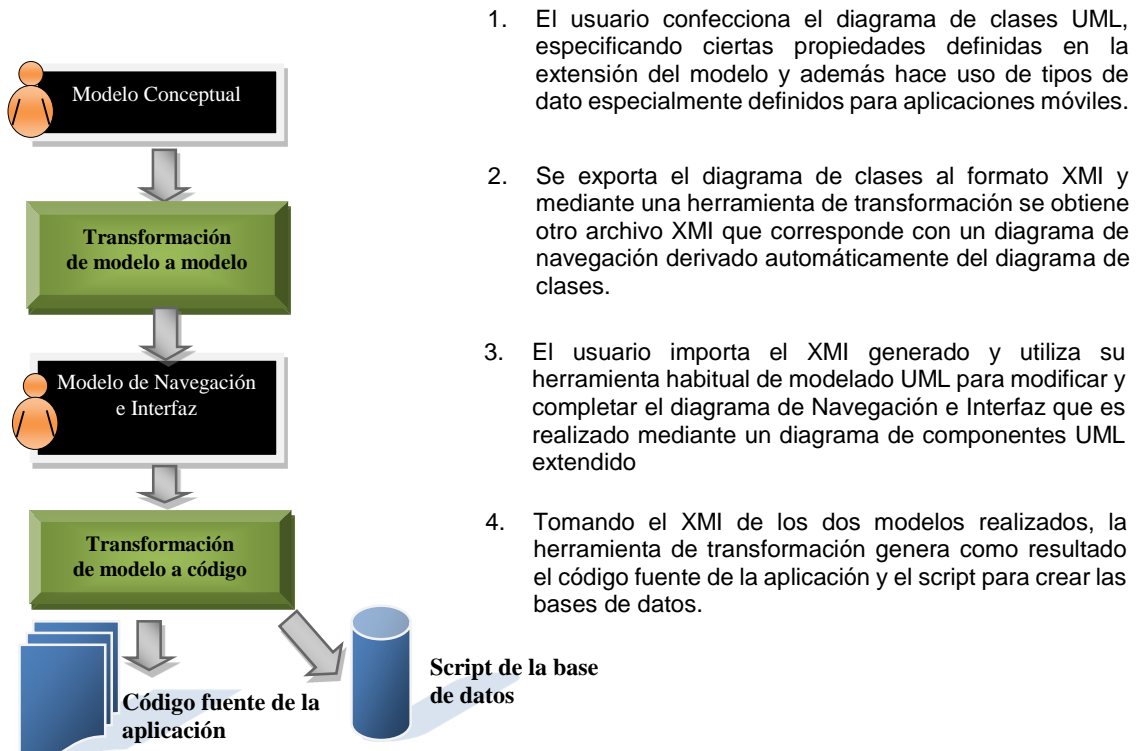 Modelo Conceptual
Transformación
de modelo a modelo
Modelo de Navegación
e Interfaz
Transformación
de modelo a código
Código fuente de la
aplicación
Script de la base
de datos
1. El usuario confecciona el diagrama de clases UML,
especificando ciertas propiedades definidas en la
extensión del modelo y además hace uso de tipos de
dato especialmente definidos para aplicaciones móviles.
2. Se exporta el diagrama de clases al formato XMI y
mediante una herramienta de transformación se obtiene
otro archivo XMI que corresponde con un diagrama de
navegación derivado automáticamente del diagrama de
clases.
3. El usuario importa el XMI generado y utiliza su
herramienta habitual de modelado UML para modificar y
completar el diagrama de Navegación e Interfaz que es
realizado mediante un diagrama de componentes UML
extendido
4. Tomando el XMI de los dos modelos realizados, la
herramienta de transformación genera como resultado
el código fuente de la aplicación y el script para crear las
bases de datos.